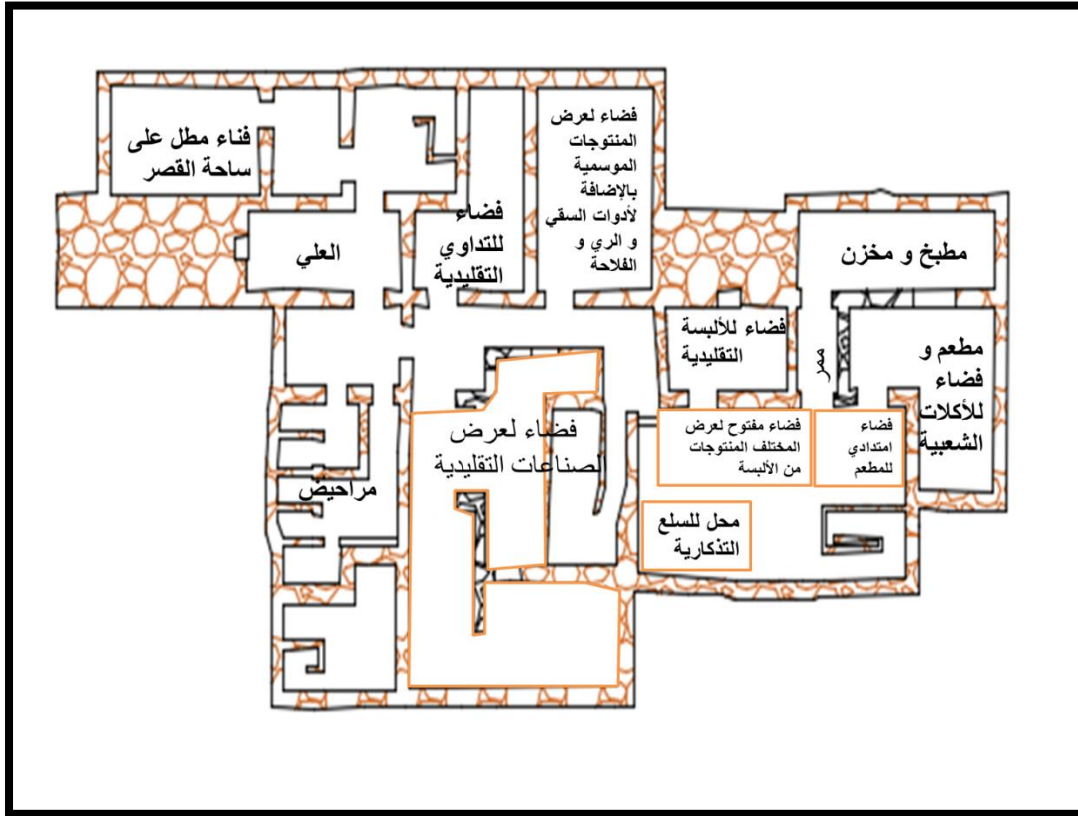 فناء مطل على
ساحة القصر
العلي
فضاء
للتداوي
التقليدية
فضاء لعرض
المنتوجات
الموسمية
بالإضافة
لأدوات السقي
و الري و
الفلاحة
مطبخ و مخزن
فضاء للألبسة
التقليدية
ممر
مطعم و
فضاء
للأكلات
الشعبية
فضاء لعرض
الصناعات التقليدية
فضاء مفتوح لعرض
المختلف المنتوجات
من الألبسة
فضاء
امتدادي
للمطعم
مراحيض
محل للسلع
التذكارية